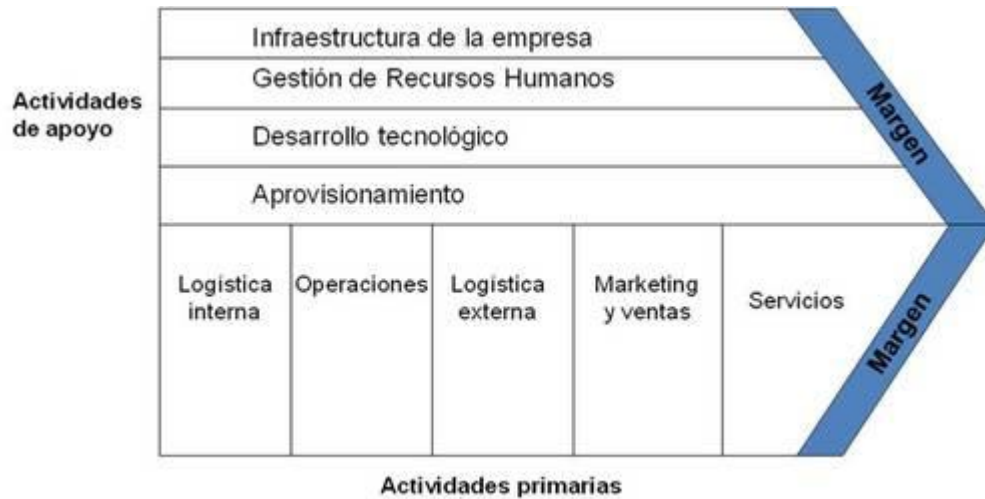 Infraestructura de la empresa
Gestión de Recursos Humanos
Actividades
de apoyo
Desarrollo tecnológico
Aprovisionamiento
Margen
Logística
interna
Operaciones
Logística
externa
Marketing
y ventas
Servicios
Margen
Actividades primarias